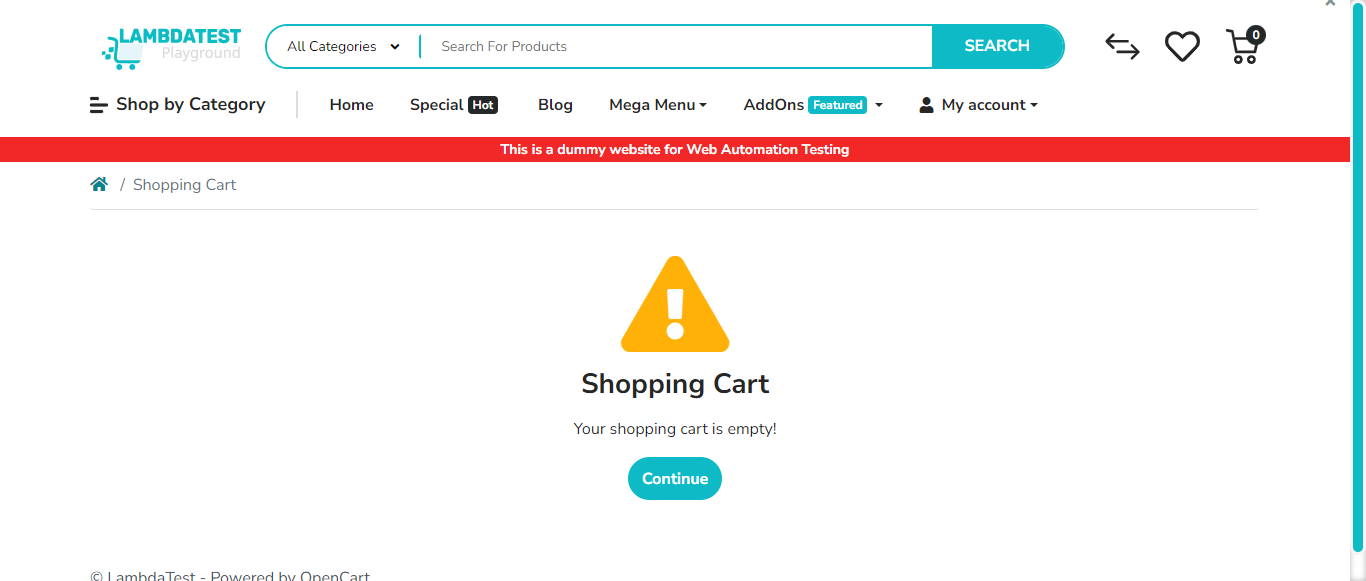 LAMBDATEST
Playground
All Categories
Search For Products
SEARCH
0
Shop by Category
Home
Special Hot
Blog
Mega Menu
AddOns Featured
My account
This is a dummy website for Web Automation Testing
/ Shopping Cart
Shopping Cart
Your shopping cart is empty!
Continue
© LambdaTest - Powered by OpenCart